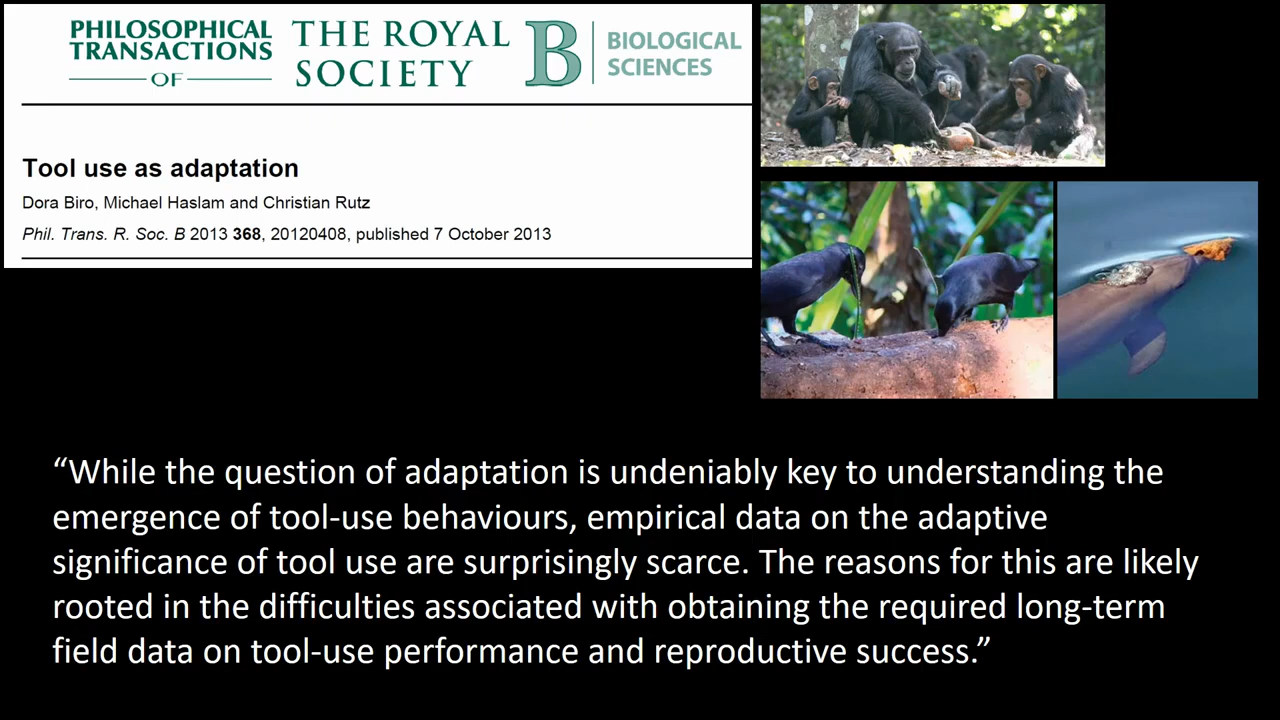 PHILOSOPHICAL
TRANSACTIONS
OF
THE ROYAL
SOCIETY
B
BIOLOGICAL
SCIENCES
Tool use as adaptation
Dora Biro, Michael Haslam and Christian Rutz
Phil. Trans. R. Soc. B 2013 368, 20120408, published 7 October 2013
“While the question of adaptation is undeniably key to understanding the
emergence of tool-use behaviours, empirical data on the adaptive
significance of tool use are surprisingly scarce. The reasons for this are likely
rooted in the difficulties associated with obtaining the required long-term
field data on tool-use performance and reproductive success.”